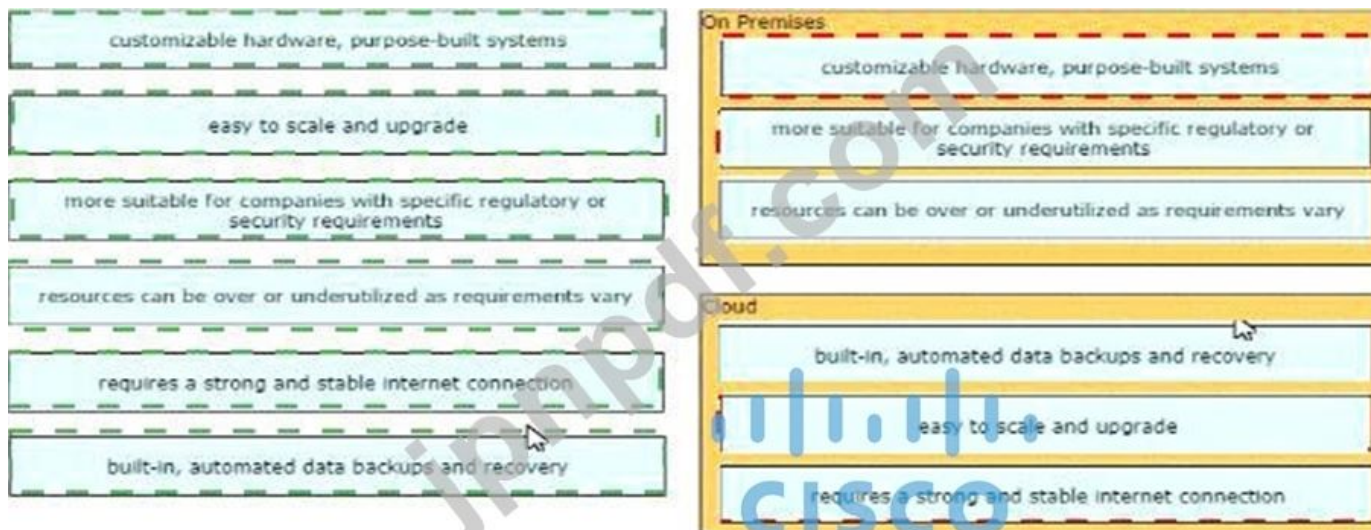 customizable hardware, purpose-built systems
easy to scale and upgrade
more suitable for companies with specific regulatory or
security requirements
resources can be over or underutilized as requirements vary
requires a strong and stable internet connection
built-in, automated data backups and recovery
On Premises
customizable hardware, purpose-built systems
more suitable for companies with specific regulatory or
security requirements
resources can be over or underutilized as requirements vary
Cloud
built-in, automated data backups and recovery
easy to scale and upgrade
requires a strong and stable internet connection
jpnpdf.com
CISCO